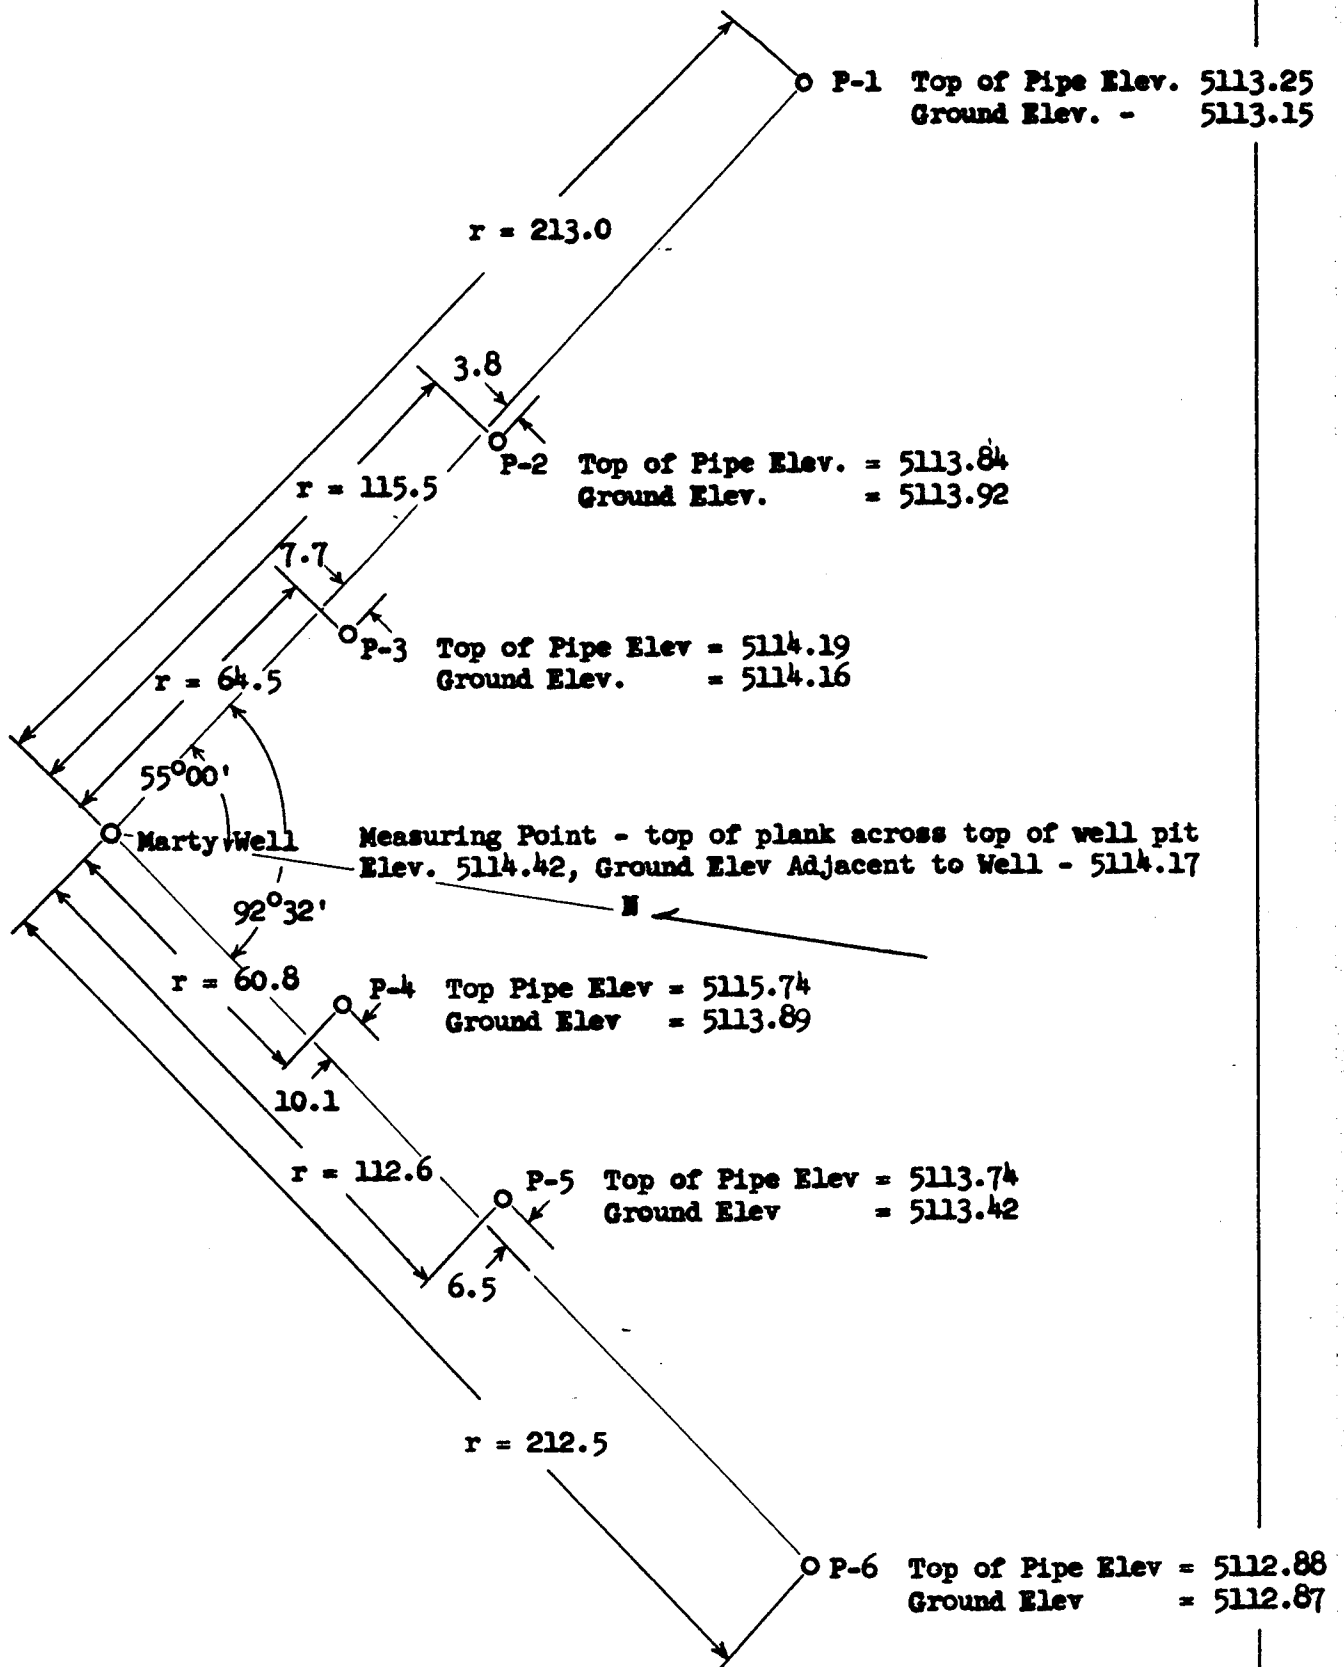 P-1 Top of Pipe Elev. 5113.25
Ground Elev. - 5113.15
r = 213.0
3.8
P-2 Top of Pipe Elev. = 5113.84
Ground Elev. = 5113.92
r = 115.5
7.7
P-3 Top of Pipe Elev = 5114.19
Ground Elev. = 5114.16
r = 64.5
55°00'
Marty Well
Measuring Point - top of plank across top of well pit
Elev. 5114.42, Ground Elev Adjacent to Well - 5114.17
N
92°32'
r = 60.8
P-4 Top Pipe Elev = 5115.74
Ground Elev = 5113.89
10.1
r = 112.6
P-5 Top of Pipe Elev = 5113.74
Ground Elev = 5113.42
6.5
r = 212.5
P-6 Top of Pipe Elev = 5112.88
Ground Elev = 5112.87